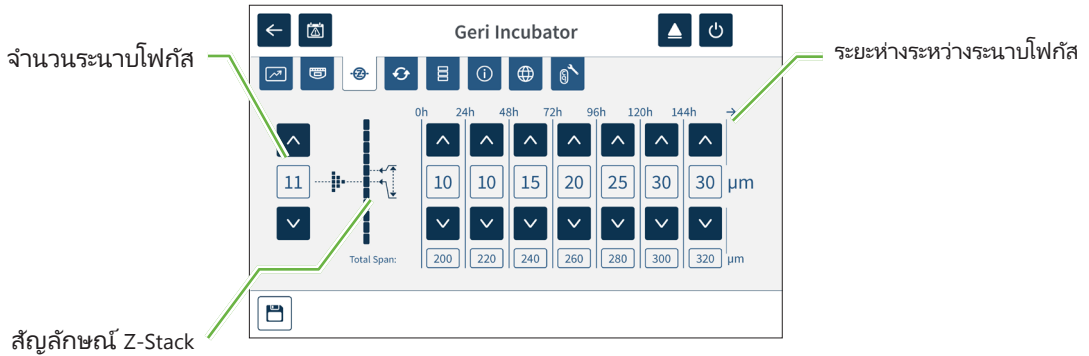 Geri Incubator
จำนวนระนาบโฟกัส
ระยะห่างระหว่างระนาบโฟกัส
0h 24h 48h 72h 96h 120h 144h →
11 10 10 15 20 25 30 30 µm
Total Span: 200 220 240 260 280 300 320 µm
สัญลักษณ์ Z-Stack